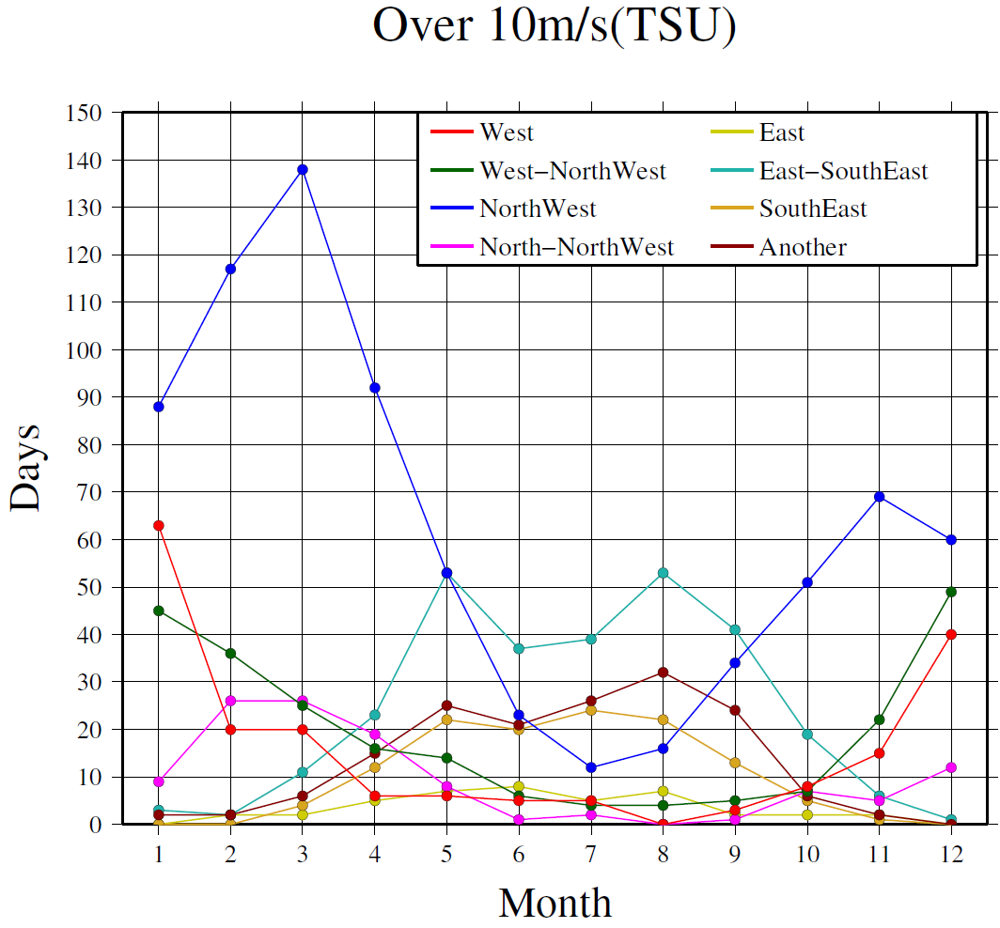 Over 10m/s(TSU)
150
140
130
120
110
100
90
80
70
60
50
40
30
20
10
0
Days
West East
West−NorthWest East−SouthEast
NorthWest SouthEast
North−NorthWest Another
1 2 3 4 5 6 7 8 9 10 11 12
Month